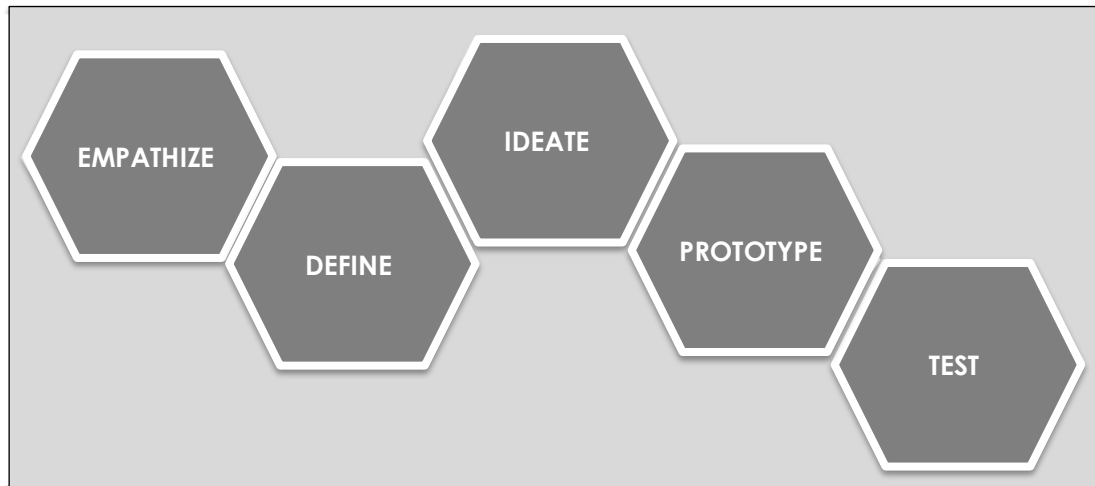 EMPATHIZE
DEFINE
IDEATE
PROTOTYPE
TEST